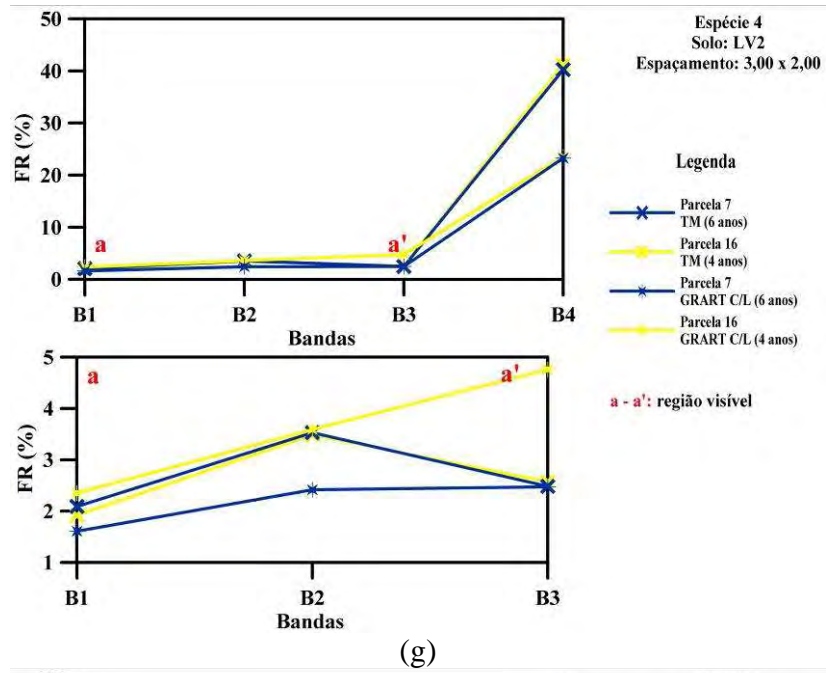 Espécie 4
Solo: LV2
Espaçamento: 3,00 x 2,00
FR (%)
50
40
30
20
10
0
a
a'
B1
B2
B3
B4
Bandas
Legenda
Parcela 7
TM (6 anos)
Parcela 16
TM (4 anos)
Parcela 7
GRART C/L (6 anos)
Parcela 16
GRART C/L (4 anos)
a - a': região visível
FR (%)
5
4
3
2
1
a
a'
B1
B2
B3
Bandas
(g)